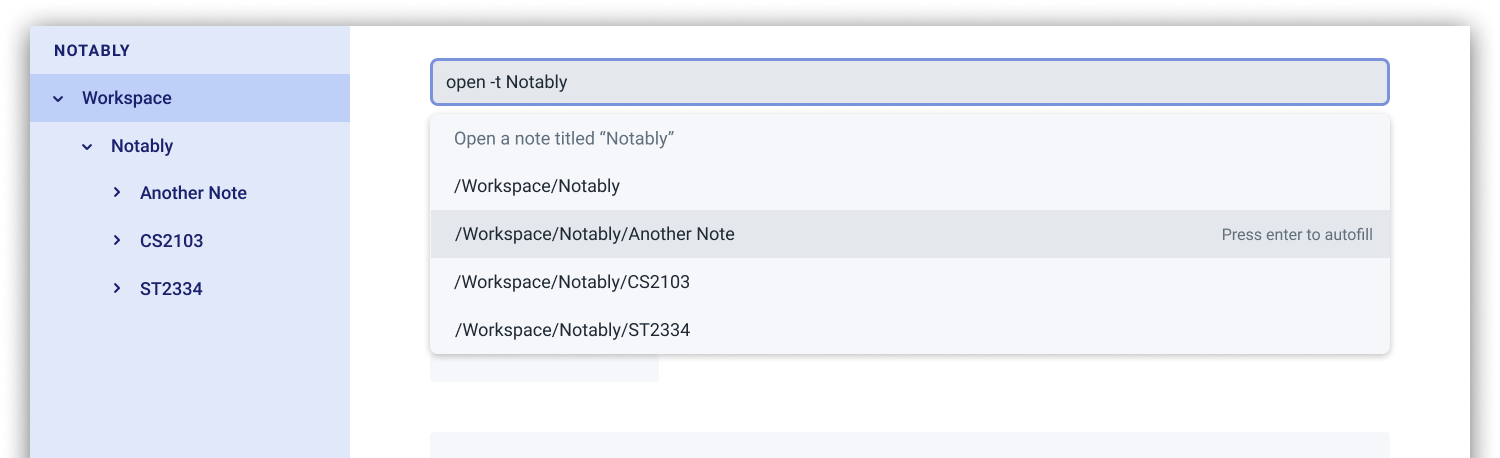 NOTABLY
Workspace
Notably
Another Note
CS2103
ST2334
open -t Notably
Open a note titled “Notably”
/Workspace/Notably
/Workspace/Notably/Another Note Press enter to autofill
/Workspace/Notably/CS2103
/Workspace/Notably/ST2334